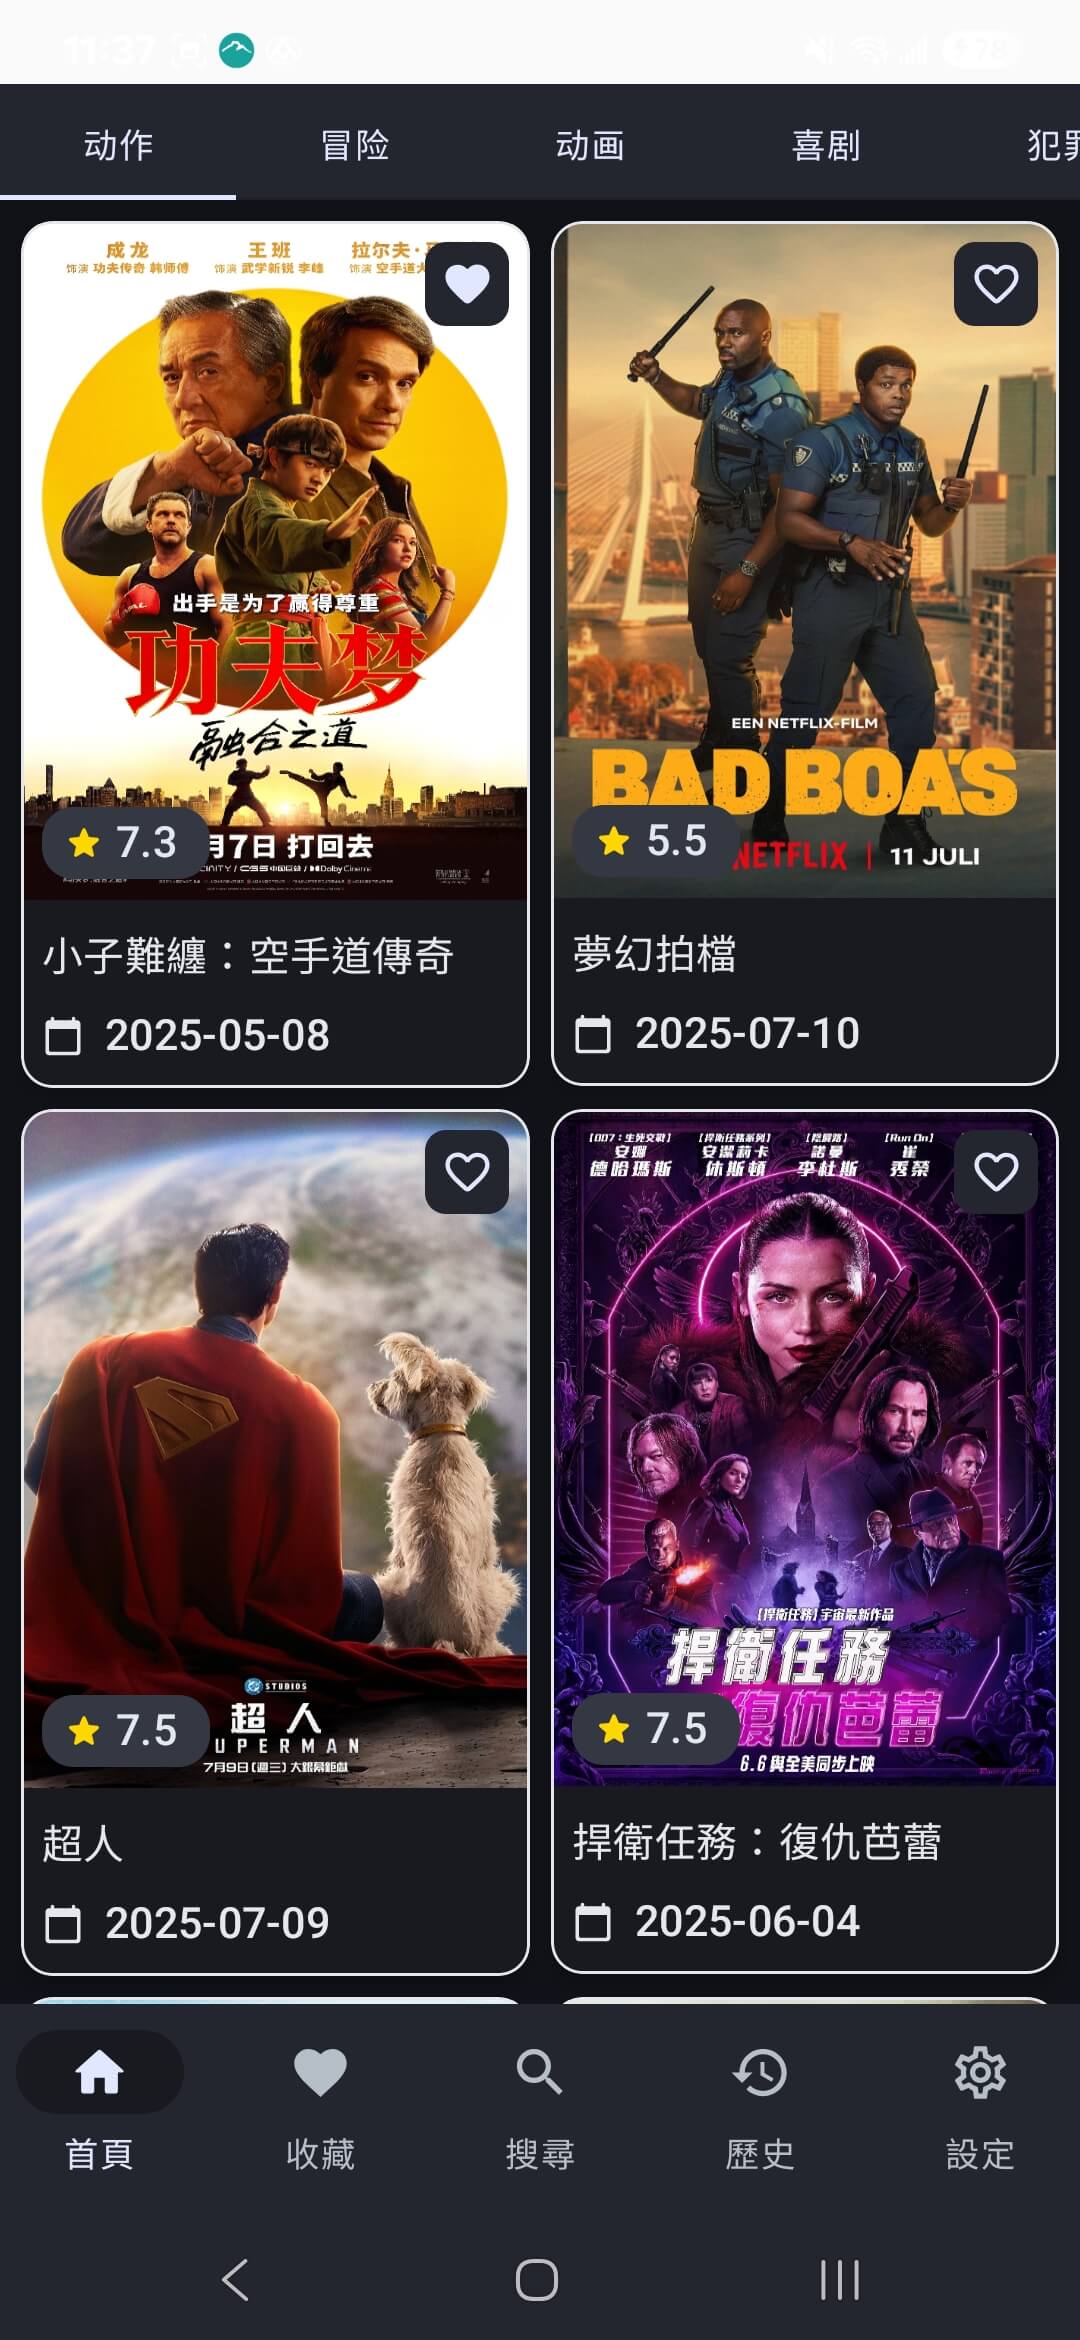 11:37
78
动作
冒险
动画
喜剧
成龙 王班 拉尔夫·
饰演 功夫传奇 韩师傅 饰演 武学新锐 李峰 饰演 空手道大
出手是为了赢得尊重
功夫梦
融合之道
月7日 打回去
7.3
小子難纏：空手道傳奇
2025-05-08
EEN NETFLIX-FILM
BAD BOA'S
NETFLIX | 11 JULI
5.5
夢幻拍檔
2025-07-10
DC STUDIOS
超人
UPERMAN
7月9日(週三)大銀幕鉅獻
7.5
超人
2025-07-09
【007：生死交戰】 【捍衛任務系列】 【陰屍路】 【Run On】
安娜 安潔莉卡 諾曼 崔
德哈瑪斯 休斯頓 李杜斯 秀榮
【捍衛任務】宇宙最新作品
捍衛任務
復仇芭蕾
6.6 與全美同步上映
7.5
捍衛任務：復仇芭蕾
2025-06-04
首頁
收藏
搜尋
歷史
設定